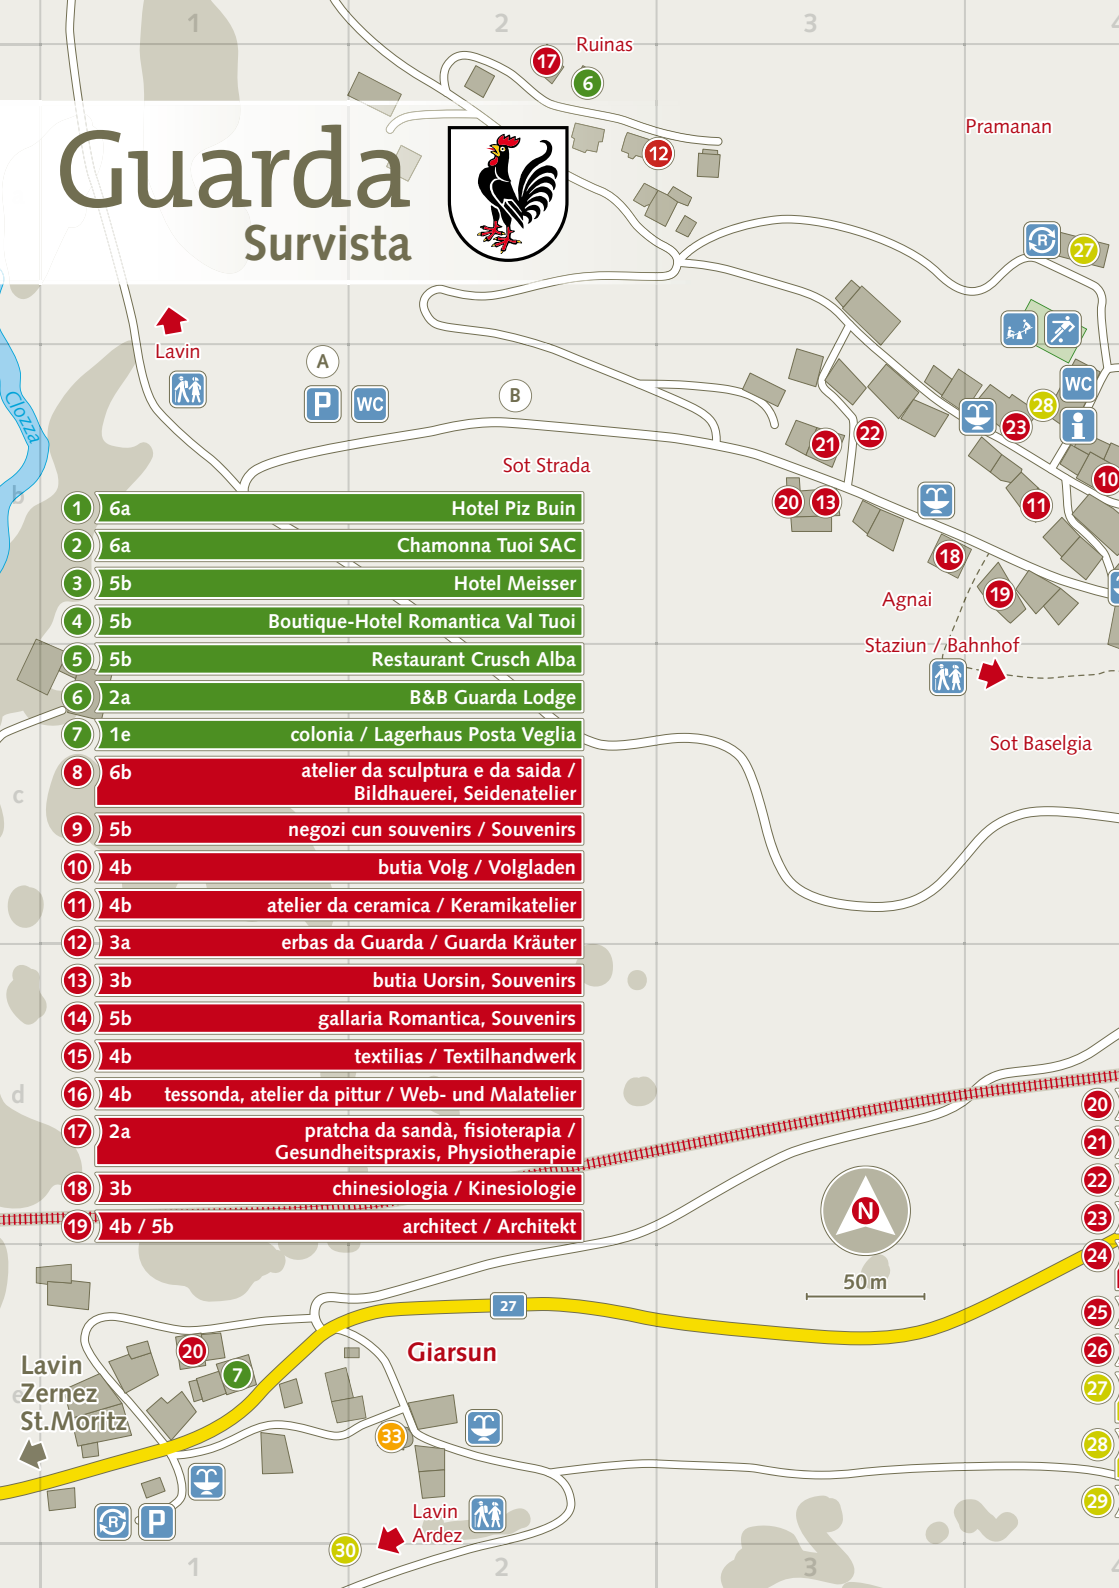 1
2
3
4
Ruinas
17
6
Pramanan
12
Guarda
Survista
R
27
Lavin
A
P
WC
B
WC
28
23
i
22
21
10
Clozza
Sot Strada
b
20
13
11
18
19
Agnai
Staziun / Bahnhof
Sot Baselgia
1 6a Hotel Piz Buin
2 6a Chamonna Tuoi SAC
3 5b Hotel Meisser
4 5b Boutique-Hotel Romantica Val Tuoi
5 5b Restaurant Crusch Alba
6 2a B&B Guarda Lodge
7 1e colonia / Lagerhaus Posta Veglia
8 6b atelier da sculptura e da saida /
Bildhauerei, Seidenatelier
9 5b negozi cun souvenirs / Souvenirs
10 4b butia Volg / Volgladen
11 4b atelier da ceramica / Keramikatelier
12 3a erbas da Guarda / Guarda Kräuter
13 3b butia Uorsin, Souvenirs
14 5b gallaria Romantica, Souvenirs
15 4b textilias / Textilhandwerk
16 4b tessonda, atelier da pittur / Web- und Malatelier
17 2a pratcha da sandà, fisioterapia /
Gesundheitspraxis, Physiotherapie
18 3b chinesiologia / Kinesiologie
19 4b / 5b architect / Architekt
c
d
20
21
22
23
24
25
26
27
28
29
N
50 m
27
Giarsun
20
7
Lavin
Zernez
St.Moritz
e
33
R
P
Lavin
Ardez
30
1
2
3
4